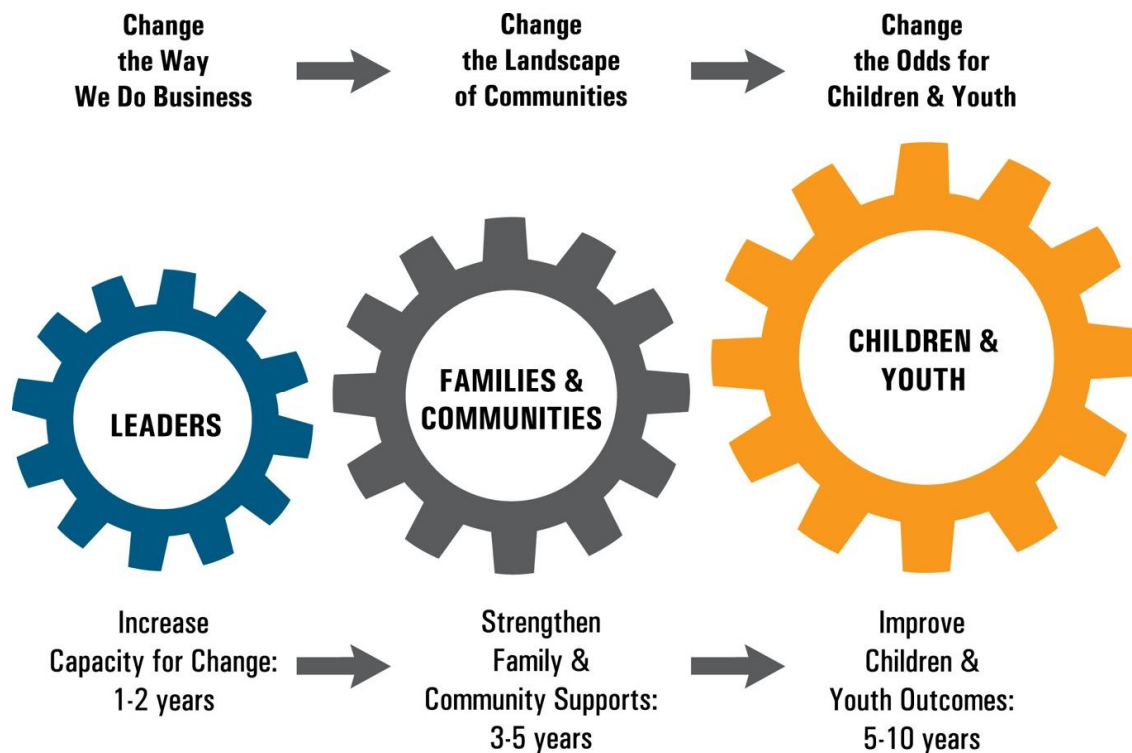 Change
the Way
We Do Business
Change
the Landscape
of Communities
Change
the Odds for
Children & Youth
LEADERS
FAMILIES &
COMMUNITIES
CHILDREN &
YOUTH
Increase
Capacity for Change:
1-2 years
Strengthen
Family &
Community Supports:
3-5 years
Improve
Children &
Youth Outcomes:
5-10 years